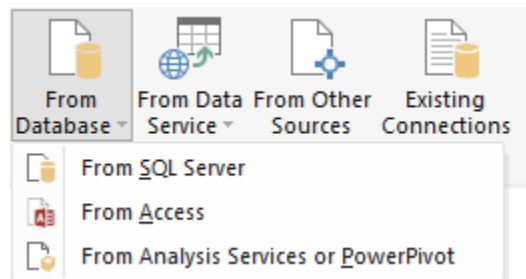 From Database
From Data Service
From Other Sources
Existing Connections
From SQL Server
From Access
From Analysis Services or PowerPivot